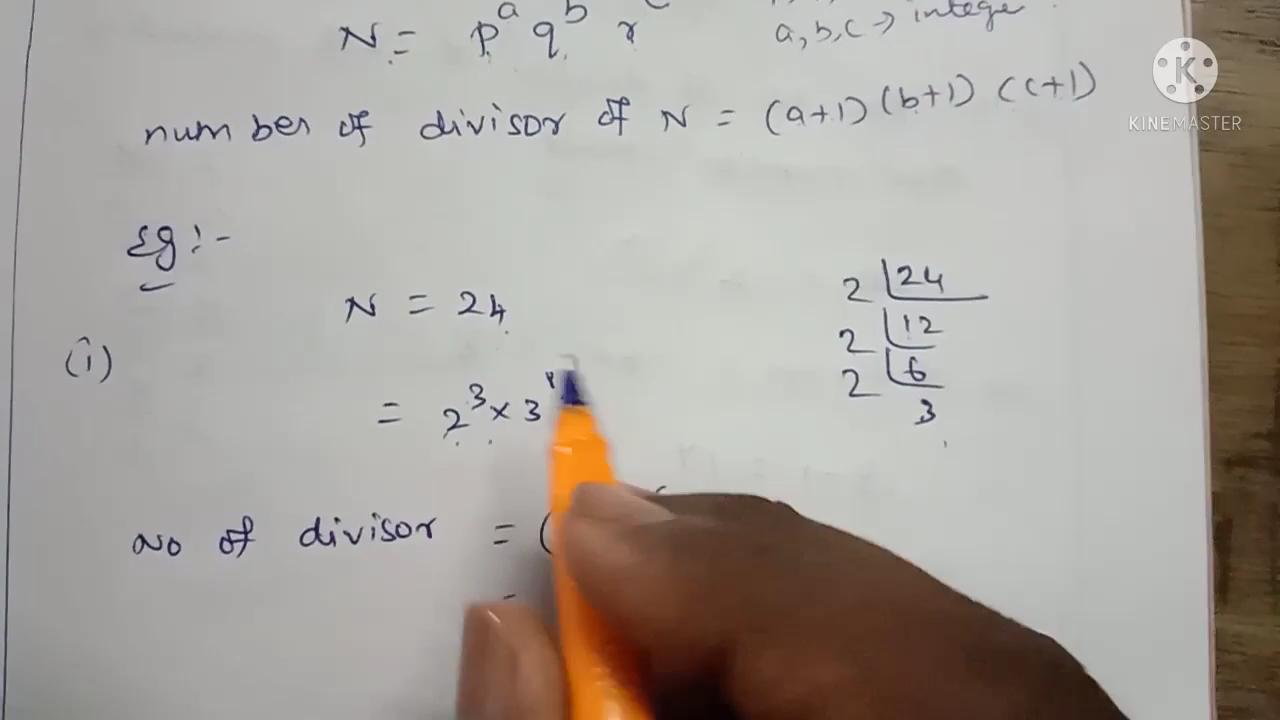 N = p^a q^b r^c
a, b, c → intege
number of divisor of N = (a+1) (b+1) (c+1)
K
KINEMASTER
Eg :-
N = 24
2 | 24
2 | 12
(i)
2 | 6
= 2^3 × 3^1
3
No of divisor = (
=